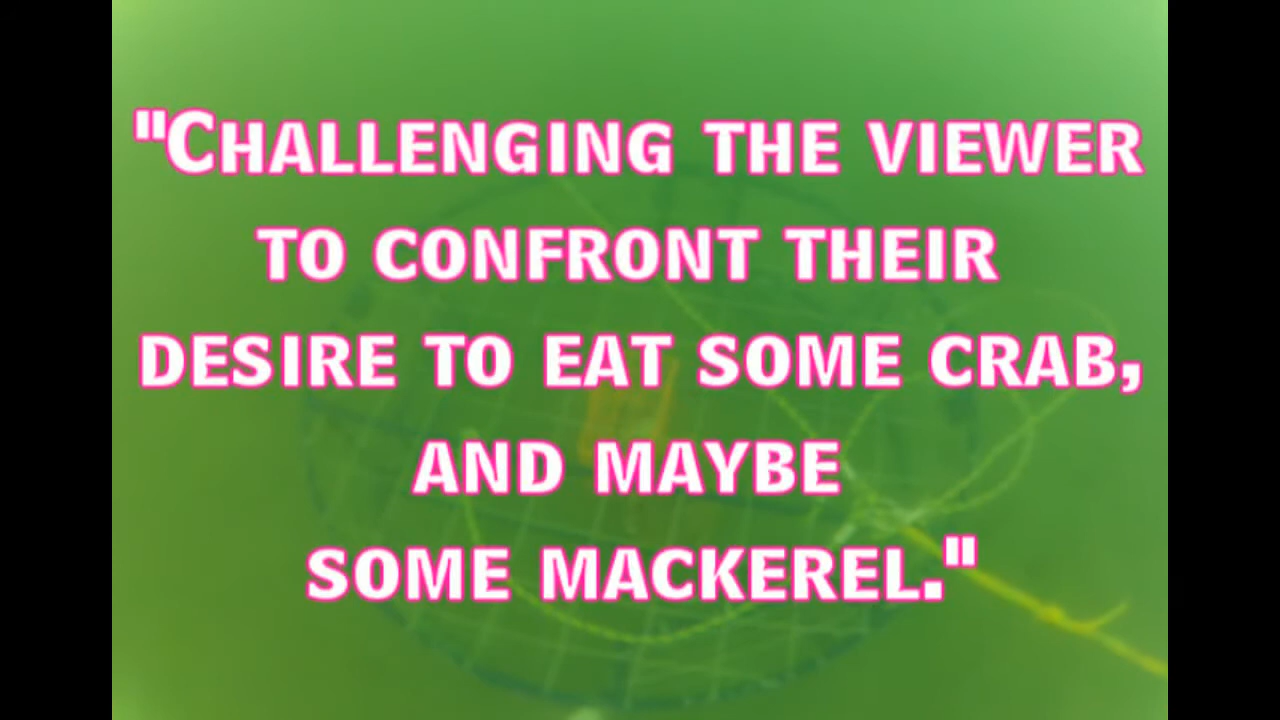 "Challenging the viewer
to confront their
desire to eat some crab,
and maybe
some mackerel."